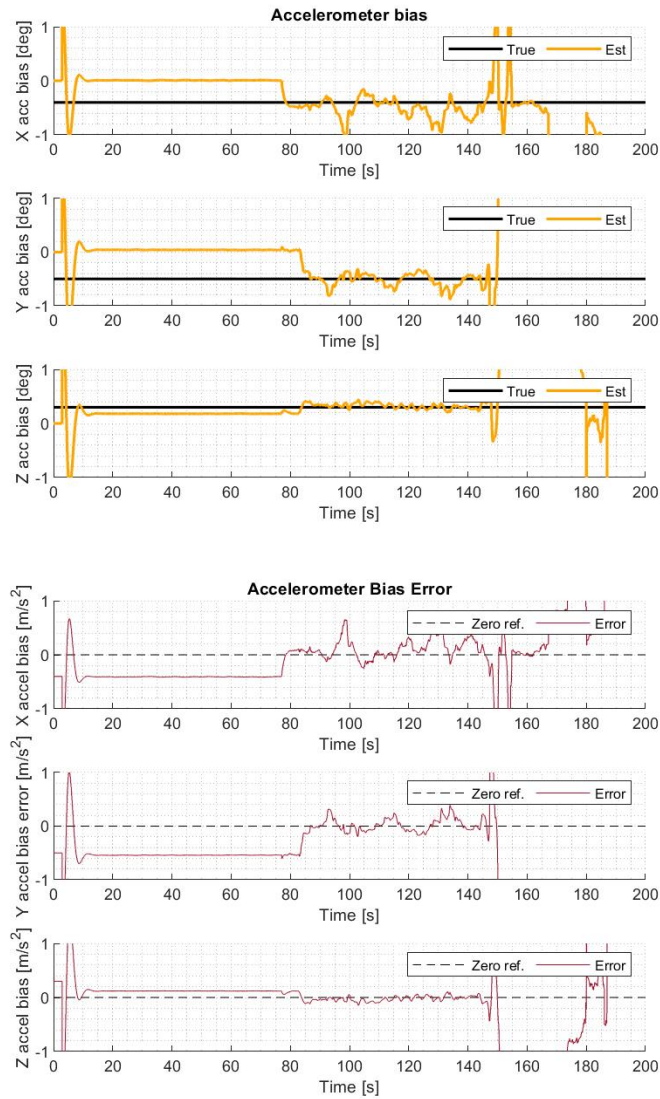 Accelerometer bias
X acc bias [deg]
1
0
-1
True
Est
0 20 40 60 80 100 120 140 160 180 200
Time [s]
Y acc bias [deg]
1
0
-1
True
Est
0 20 40 60 80 100 120 140 160 180 200
Time [s]
Z acc bias [deg]
1
0
-1
True
Est
0 20 40 60 80 100 120 140 160 180 200
Time [s]
Accelerometer Bias Error
X accel bias [m/s²]
1
0
-1
Zero ref.
Error
0 20 40 60 80 100 120 140 160 180 200
Time [s]
Y accel bias error [m/s²]
1
0
-1
Zero ref.
Error
0 20 40 60 80 100 120 140 160 180 200
Time [s]
Z accel bias [m/s²]
1
0
-1
Zero ref.
Error
0 20 40 60 80 100 120 140 160 180 200
Time [s]